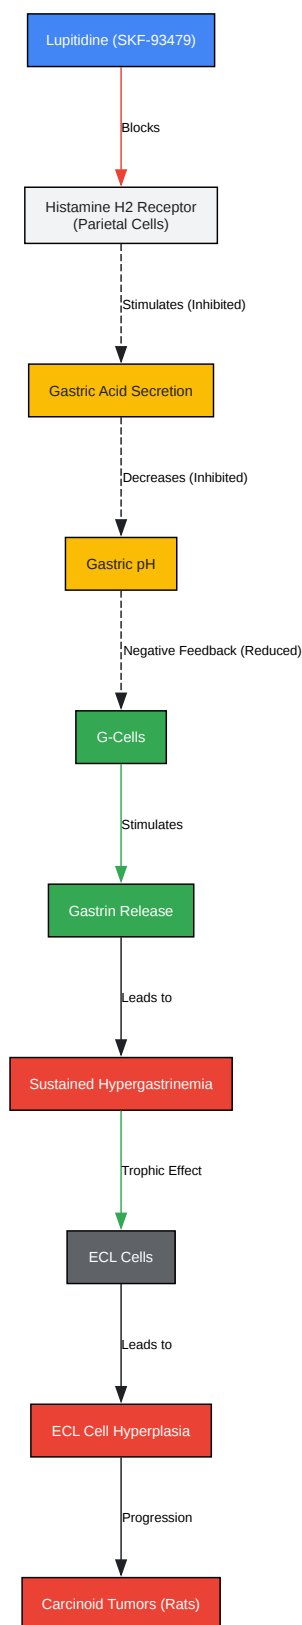 Lupitidine (SKF-93479)
Blocks
Histamine H2 Receptor
(Parietal Cells)
Stimulates (Inhibited)
Gastric Acid Secretion
Decreases (Inhibited)
Gastric pH
Negative Feedback (Reduced)
G-Cells
Stimulates
Gastrin Release
Leads to
Sustained Hypergastrinemia
Trophic Effect
ECL Cells
Leads to
ECL Cell Hyperplasia
Progression
Carcinoid Tumors (Rats)